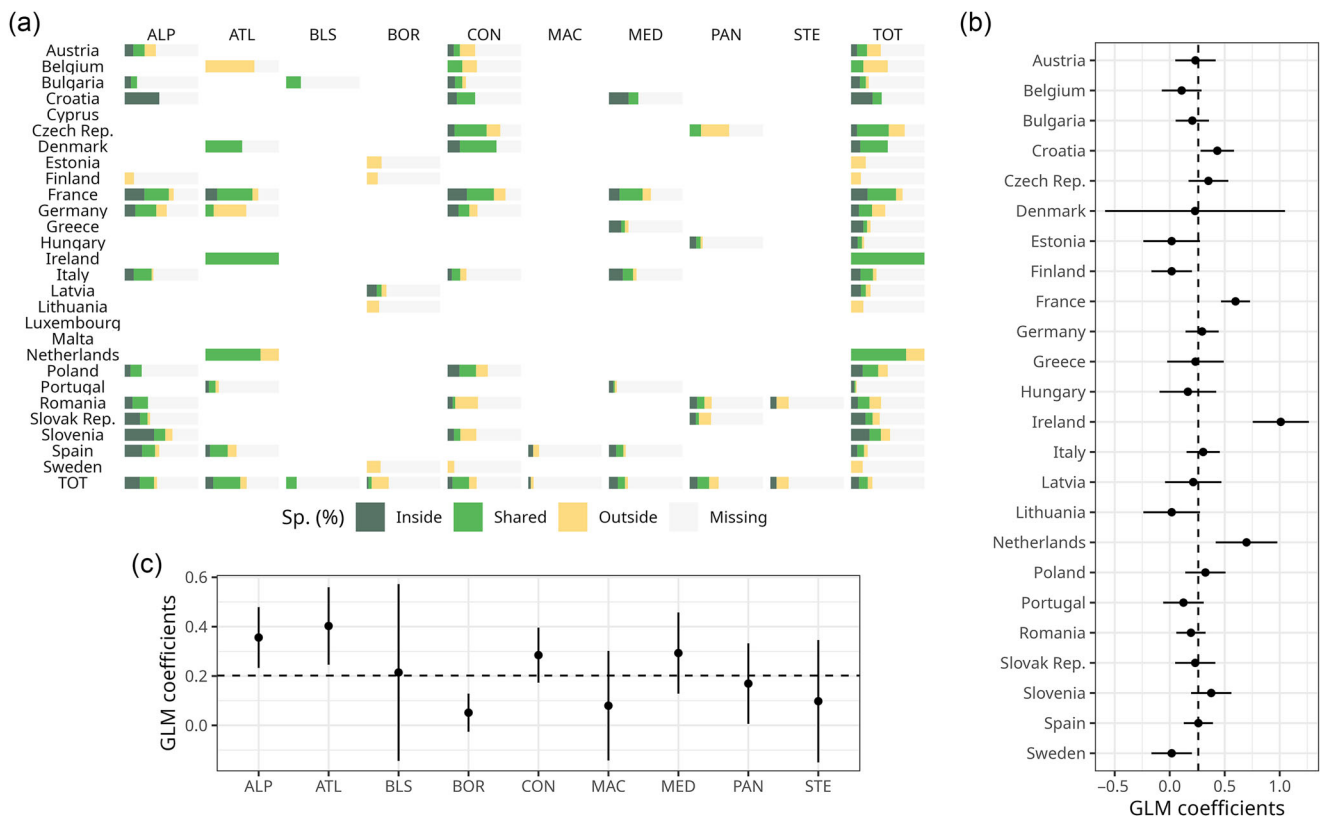 (a)
ALP ATL BLS BOR CON MAC MED PAN STE TOT
Austria
Belgium
Bulgaria
Croatia
Cyprus
Czech Rep.
Denmark
Estonia
Finland
France
Germany
Greece
Hungary
Ireland
Italy
Latvia
Lithuania
Luxembourg
Malta
Netherlands
Poland
Portugal
Romania
Slovak Rep.
Slovenia
Spain
Sweden
TOT
Sp. (%) Inside Shared Outside Missing
(b)
Austria
Belgium
Bulgaria
Croatia
Czech Rep.
Denmark
Estonia
Finland
France
Germany
Greece
Hungary
Ireland
Italy
Latvia
Lithuania
Netherlands
Poland
Portugal
Romania
Slovak Rep.
Slovenia
Spain
Sweden
−0.5 0.0 0.5 1.0
GLM coefficients
(c)
GLM coefficients
0.6
0.4
0.2
0.0
ALP ATL BLS BOR CON MAC MED PAN STE